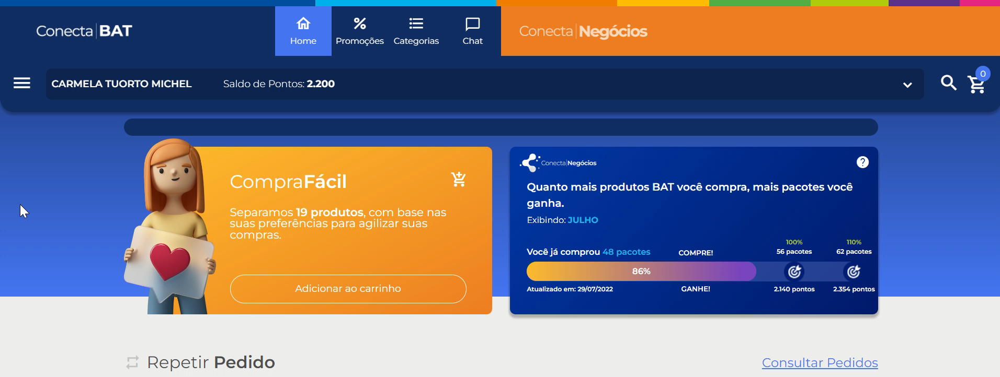 Conecta BAT
Home
Promoções
Categorias
Chat
Conecta Negócios
CARMELA TUORTO MICHEL
Saldo de Pontos: 2.200
0
CompraFácil
Separamos 19 produtos, com base nas
suas preferências para agilizar suas
compras.
Adicionar ao carrinho
Conecta Negócios
?
Quanto mais produtos BAT você compra, mais pacotes você
ganha.
Exibindo: JULHO
100%
110%
Você já comprou 48 pacotes
COMPRE!
56 pacotes
62 pacotes
86%
Atualizado em: 29/07/2022
GANHE!
2.140 pontos
2.354 pontos
Repetir Pedido
Consultar Pedidos